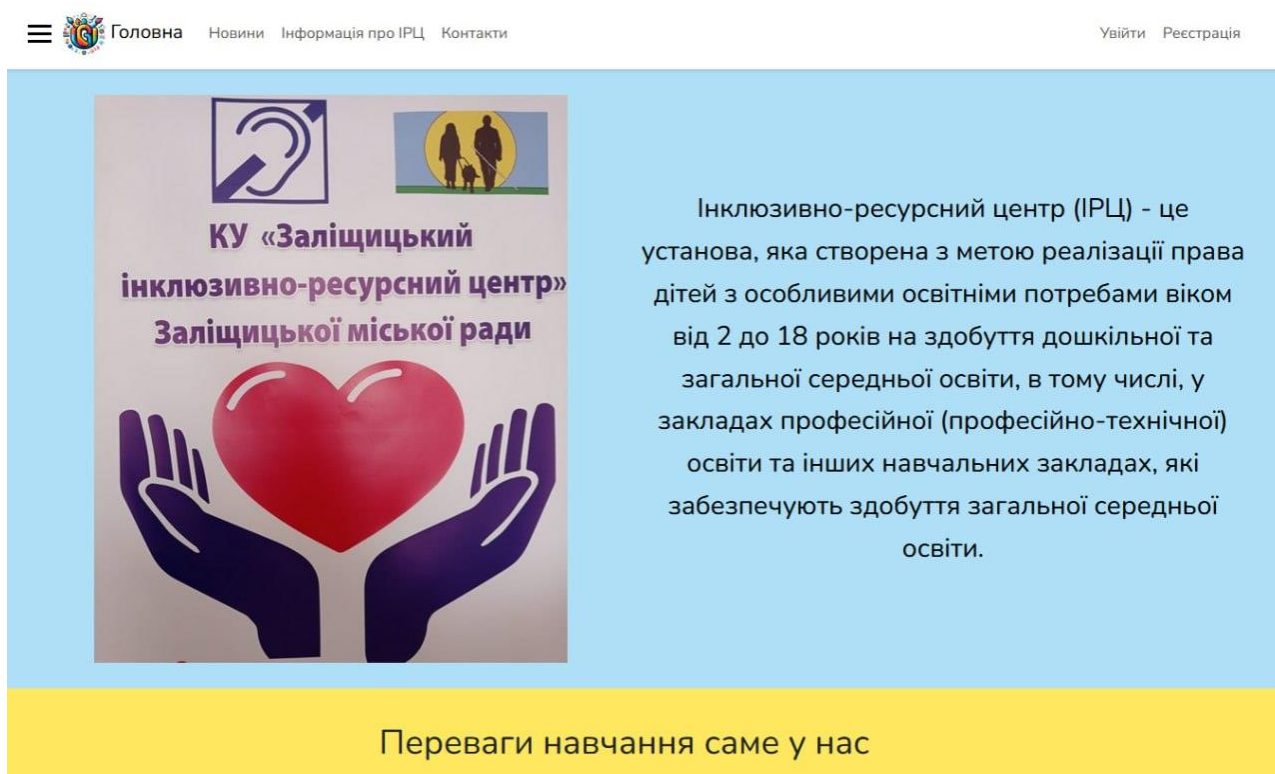 Головна Новини Інформація про ІРЦ Контакти Увійти Реєстрація
КУ «Заліщицький
інклюзивно-ресурсний центр»
Заліщицької міської ради
Інклюзивно-ресурсний центр (ІРЦ) - це
установа, яка створена з метою реалізації права
дітей з особливими освітніми потребами віком
від 2 до 18 років на здобуття дошкільної та
загальної середньої освіти, в тому числі, у
закладах професійної (професійно-технічної)
освіти та інших навчальних закладах, які
забезпечують здобуття загальної середньої
освіти.
Переваги навчання саме у нас